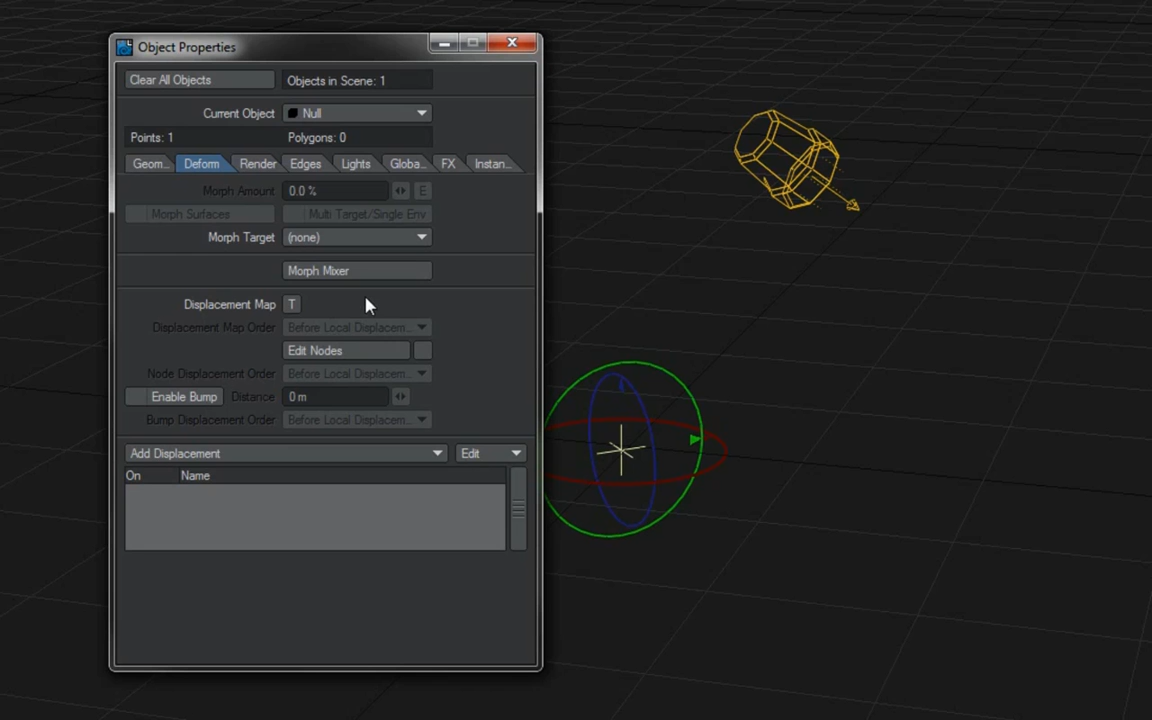 Object Properties
Clear All Objects Objects in Scene: 1
Current Object Null
Points: 1 Polygons: 0
Geom... Deform Render Edges Lights Globa... FX Instan...
Morph Amount 0.0 % E
Morph Surfaces Multi Target/Single Env
Morph Target (none)
Morph Mixer
Displacement Map T
Displacement Map Order Before Local Displacem...
Edit Nodes
Node Displacement Order Before Local Displacem...
Enable Bump Distance 0 m
Bump Displacement Order Before Local Displacem...
Add Displacement Edit
On Name